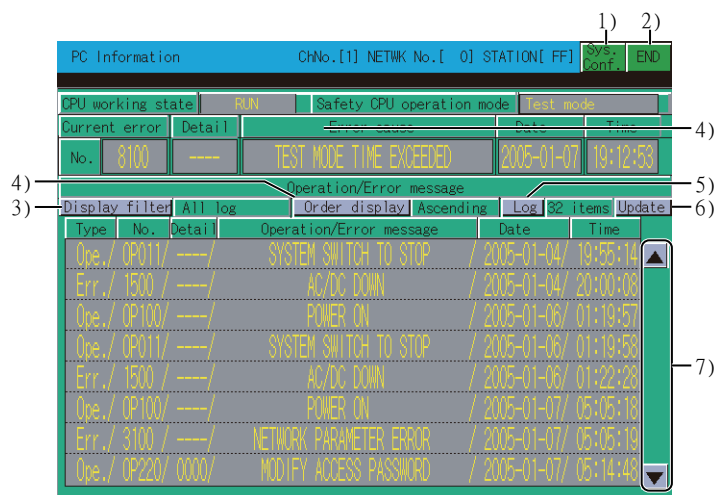 1) 2)
PC Information ChNo.[1] NETWK No.[ 0] STATION[ FF] Sys. Conf. END
CPU working state RUN Safety CPU operation mode Test mode
Current error Detail Error cause Date Time 4)
No. 8100 ---- TEST MODE TIME EXCEEDED 2005-01-07 19:12:53
4) Operation/Error message 5)
3) Display filter All log Order display Ascending Log 32 items Update 6)
Type No. Detail Operation/Error message Date Time
Ope./ OP011/ ----/ SYSTEM SWITCH TO STOP / 2005-01-04/ 19:55:14
Err./ 1500 / ----/ AC/DC DOWN / 2005-01-04/ 20:00:08
Ope./ OP100/ ----/ POWER ON / 2005-01-06/ 01:19:57
Ope./ OP011/ ----/ SYSTEM SWITCH TO STOP / 2005-01-06/ 01:19:58
Err./ 1500 / ----/ AC/DC DOWN / 2005-01-06/ 01:22:28
7)
Ope./ OP100/ ----/ POWER ON / 2005-01-07/ 05:05:18
Err./ 3100 / ----/ NETWORK PARAMETER ERROR / 2005-01-07/ 05:05:19
Ope./ OP220/ 0000/ MODIFY ACCESS PASSWORD / 2005-01-07/ 05:14:48